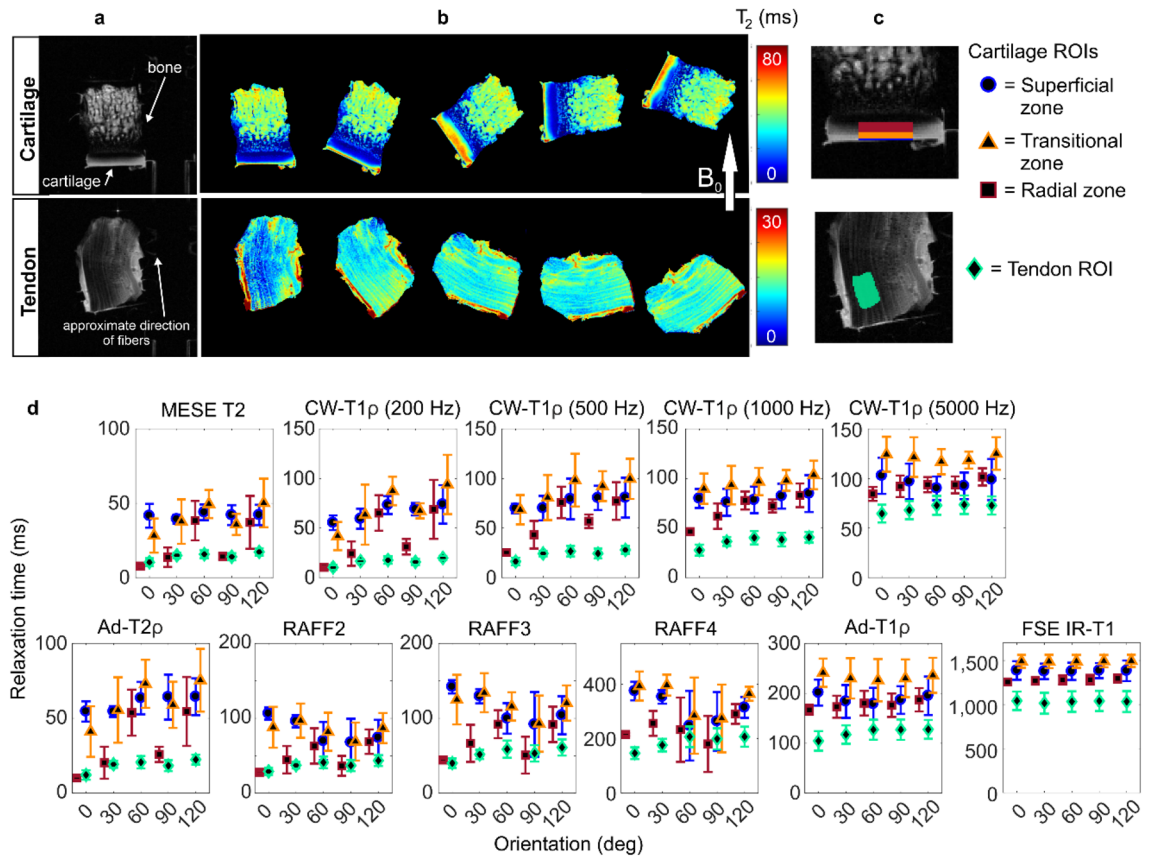 a
b
T2 (ms)
c
Cartilage
bone
cartilage
80
0
B0
Cartilage ROIs
= Superficial
zone
= Transitional
zone
= Radial zone
Tendon
approximate direction
of fibers
30
0
= Tendon ROI
d
MESE T2
CW-T1ρ (200 Hz)
CW-T1ρ (500 Hz)
CW-T1ρ (1000 Hz)
CW-T1ρ (5000 Hz)
100
50
0
0 30 60 90 120
150
100
50
0
0 30 60 90 120
150
100
50
0
0 30 60 90 120
150
100
50
0
0 30 60 90 120
150
100
50
0
0 30 60 90 120
Relaxation time (ms)
Ad-T2ρ
RAFF2
RAFF3
RAFF4
Ad-T1ρ
FSE IR-T1
100
50
0
0 30 60 90 120
200
100
0
0 30 60 90 120
200
100
0
0 30 60 90 120
400
200
0
0 30 60 90 120
300
200
100
0
0 30 60 90 120
1,500
1,000
500
0
0 30 60 90 120
Orientation (deg)